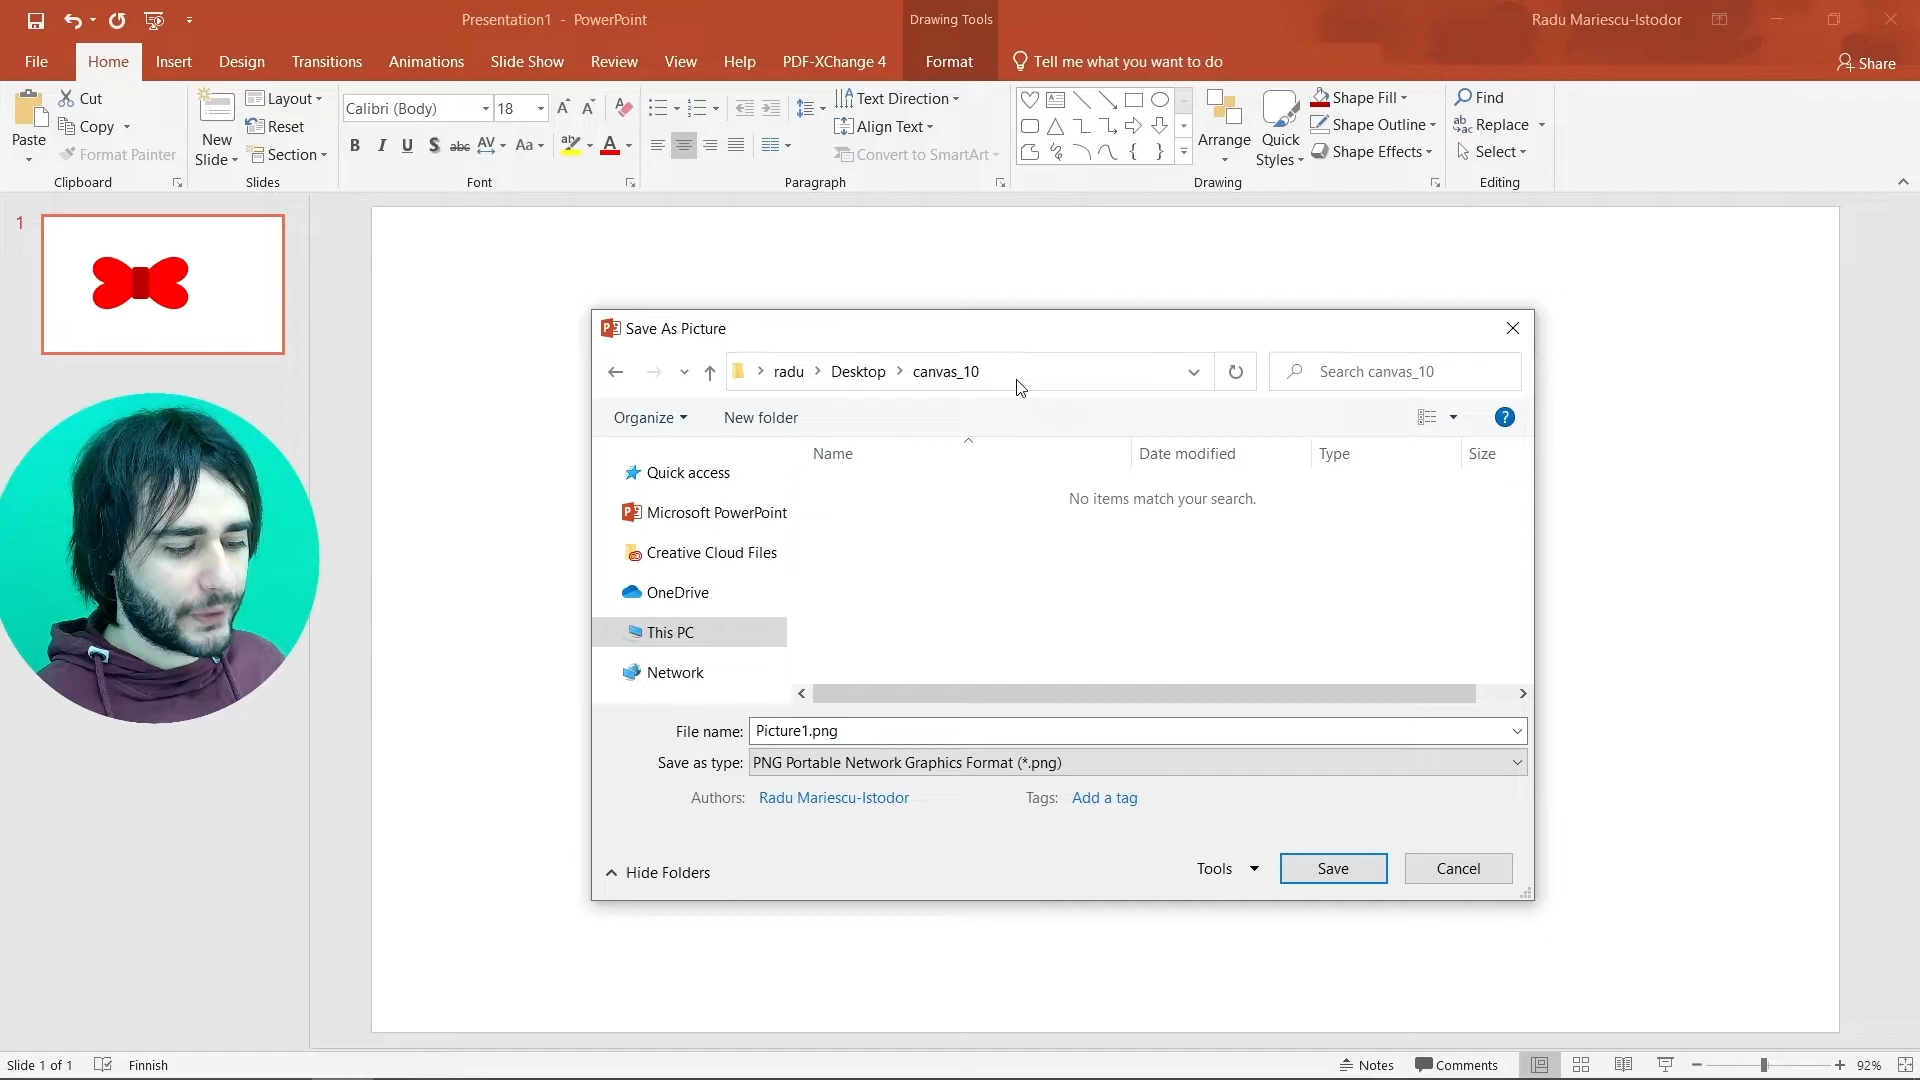 Presentation1 - PowerPoint
Drawing Tools
Radu Mariescu-Istodor
File Home Insert Design Transitions Animations Slide Show Review View Help PDF-XChange 4 Format Tell me what you want to do Share
Paste
Cut
Copy
Format Painter
Clipboard
New Slide
Layout
Reset
Section
Slides
Calibri (Body) 18
Font
Text Direction
Align Text
Convert to SmartArt
Paragraph
Arrange
Quick Styles
Shape Fill
Shape Outline
Shape Effects
Drawing
Find
Replace
Select
Editing
1
Save As Picture
radu > Desktop > canvas_10
Search canvas_10
Organize New folder
Name Date modified Type Size
No items match your search.
Quick access
Microsoft PowerPoint
Creative Cloud Files
OneDrive
This PC
Network
File name: Picture1.png
Save as type: PNG Portable Network Graphics Format (*.png)
Authors: Radu Mariescu-Istodor Tags: Add a tag
Hide Folders Tools Save Cancel
Slide 1 of 1 Finnish Notes Comments 92%